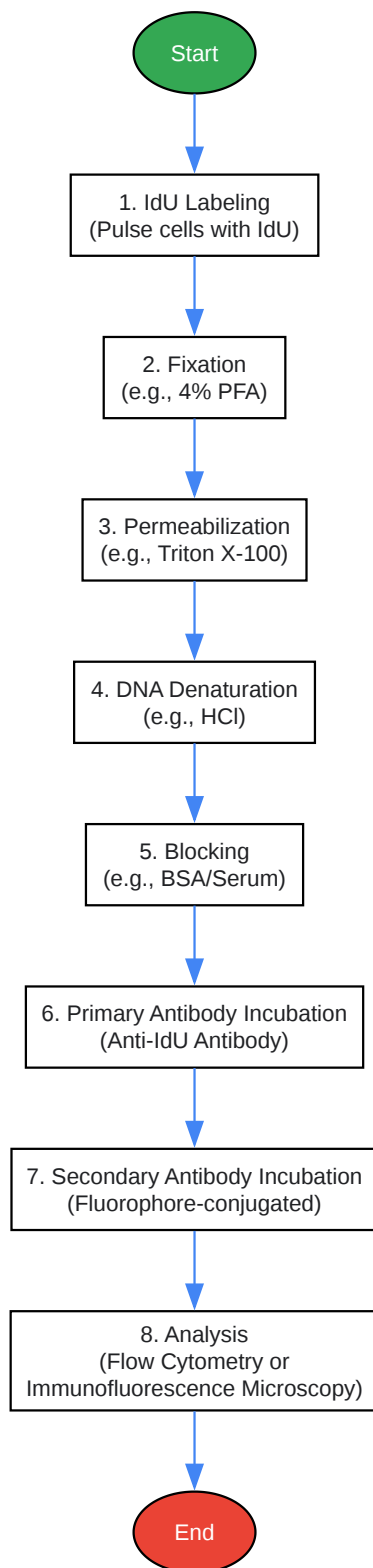 Start
1. IdU Labeling
(Pulse cells with IdU)
2. Fixation
(e.g., 4% PFA)
3. Permeabilization
(e.g., Triton X-100)
4. DNA Denaturation
(e.g., HCl)
5. Blocking
(e.g., BSA/Serum)
6. Primary Antibody Incubation
(Anti-IdU Antibody)
7. Secondary Antibody Incubation
(Fluorophore-conjugated)
8. Analysis
(Flow Cytometry or
Immunofluorescence Microscopy)
End